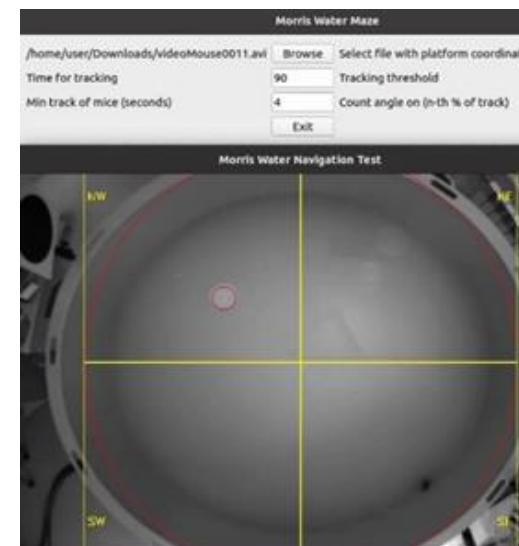 Morris Water Maze
/home/user/Downloads/videoMouse0011.avi Browse Select file with platform coordina
Time for tracking 90 Tracking threshold
Min track of mice (seconds) 4 Count angle on (n-th % of track)
Exit
Morris Water Navigation Test
NW NE
SW SE